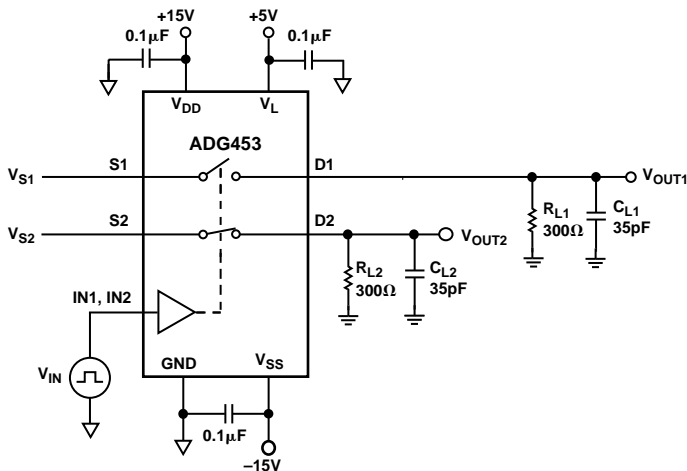 +15V
+5V
0.1μF
0.1μF
VDD
VL
ADG453
VS1
S1
D1
VOUT1
RL1
300Ω
CL1
35pF
VS2
S2
D2
VOUT2
RL2
300Ω
CL2
35pF
IN1, IN2
VIN
GND
VSS
0.1μF
–15V